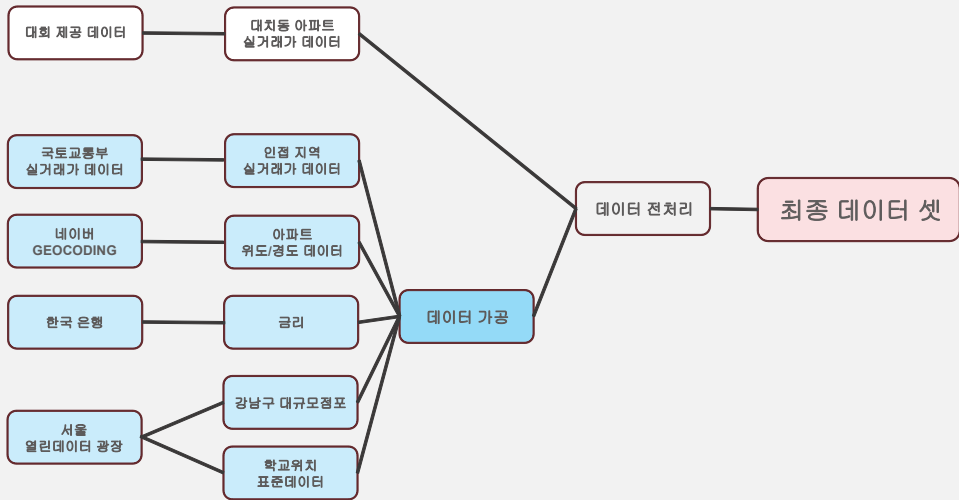 대회 제공 데이터
대치동 아파트
실거래가 데이터
국토교통부
실거래가 데이터
인접 지역
실거래가 데이터
네이버
GEOCODING
아파트
위도/경도 데이터
한국 은행
금리
서울
열린데이터 광장
강남구 대규모점포
학교위치
표준데이터
데이터 가공
데이터 전처리
최종 데이터 셋